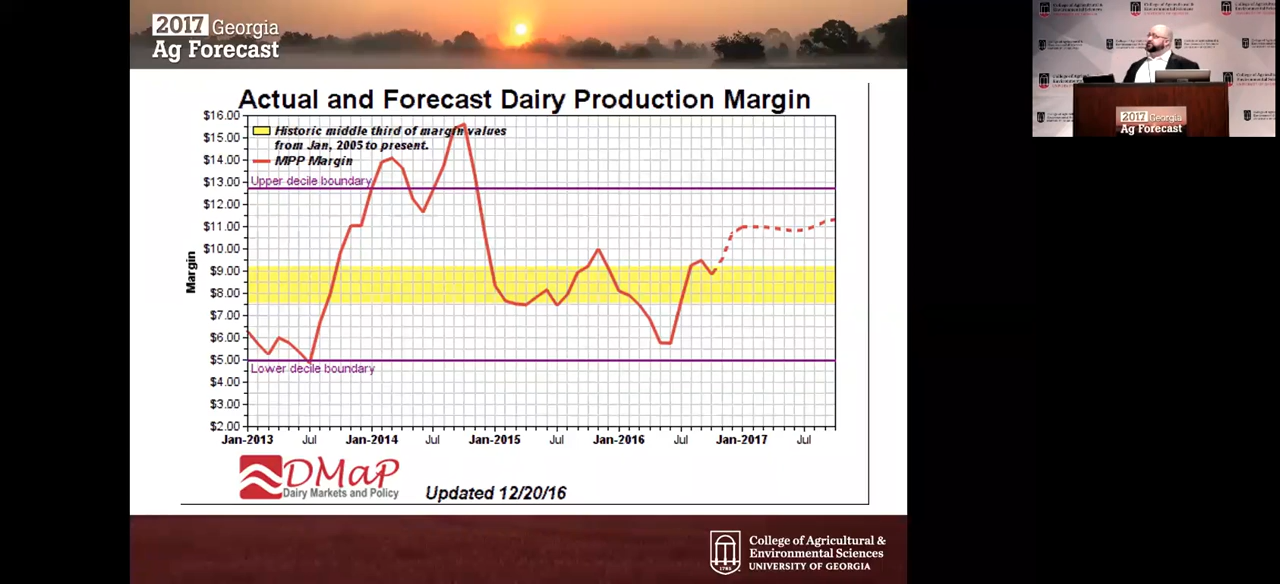 2017 Georgia
Ag Forecast
Actual and Forecast Dairy Production Margin
$16.00
$15.00
$14.00
$13.00
$12.00
$11.00
$10.00
$9.00
$8.00
$7.00
$6.00
$5.00
$4.00
$3.00
$2.00
Margin
Historic middle third of margin values
from Jan, 2005 to present.
MPP Margin
Upper decile boundary
Lower decile boundary
Jan-2013 Jul Jan-2014 Jul Jan-2015 Jul Jan-2016 Jul Jan-2017 Jul
DMaP
Dairy Markets and Policy
Updated 12/20/16
1785
College of Agricultural &
Environmental Sciences
UNIVERSITY OF GEORGIA
2017 Georgia
Ag Forecast